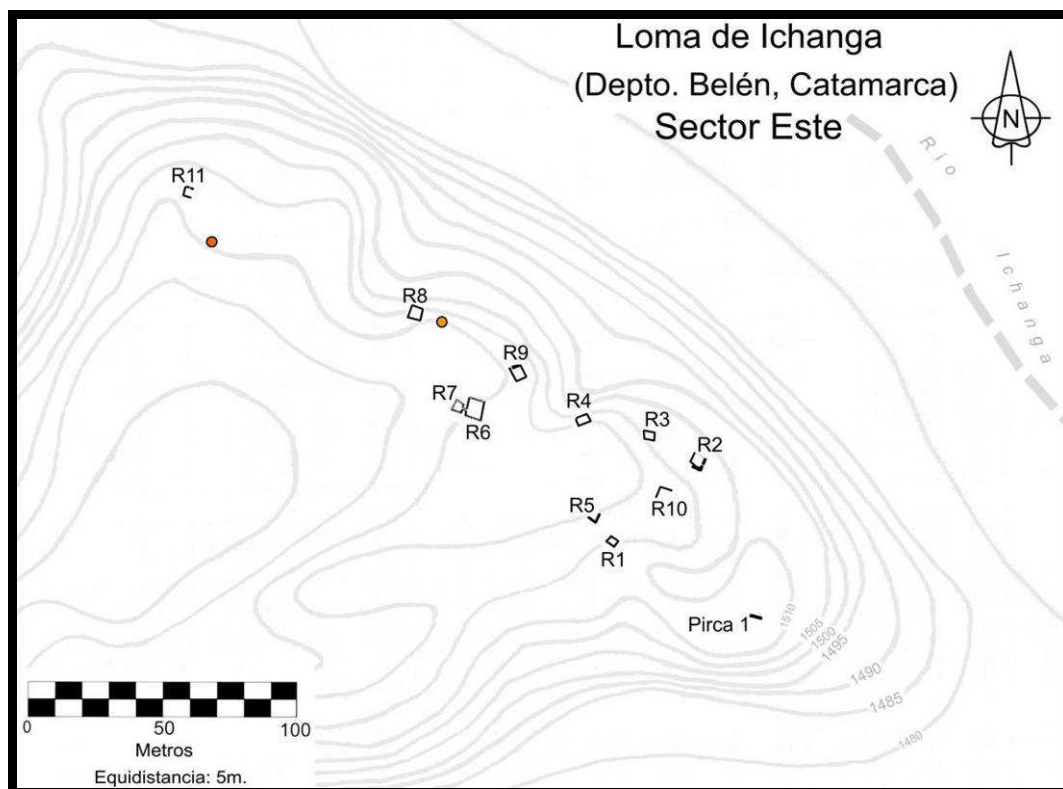 Loma de Ichanga
(Depto. Belén, Catamarca)
Sector Este
N
Río
Ichanga
R11
R8
R9
R7
R6
R4
R3
R2
R10
R5
R1
Pirca 1
1510
1505
1500
1495
1490
1485
1480
0 50 100
Metros
Equidistancia: 5m.